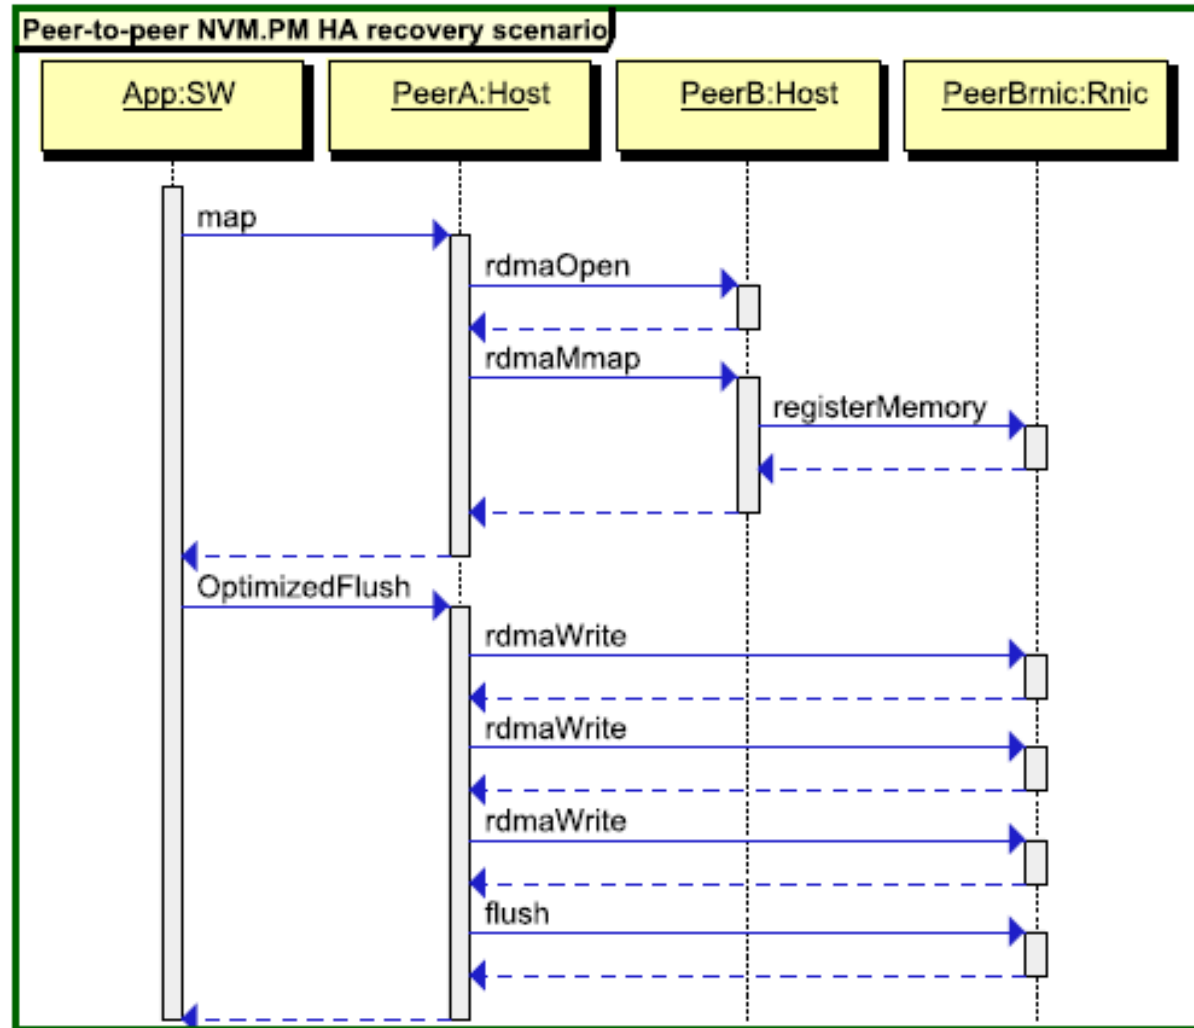 Peer-to-peer NVM.PM HA recovery scenario
App:SW
PeerA:Host
PeerB:Host
PeerBrnic:Rnic
map
rdmaOpen
rdmaMmap
registerMemory
OptimizedFlush
rdmaWrite
rdmaWrite
rdmaWrite
flush